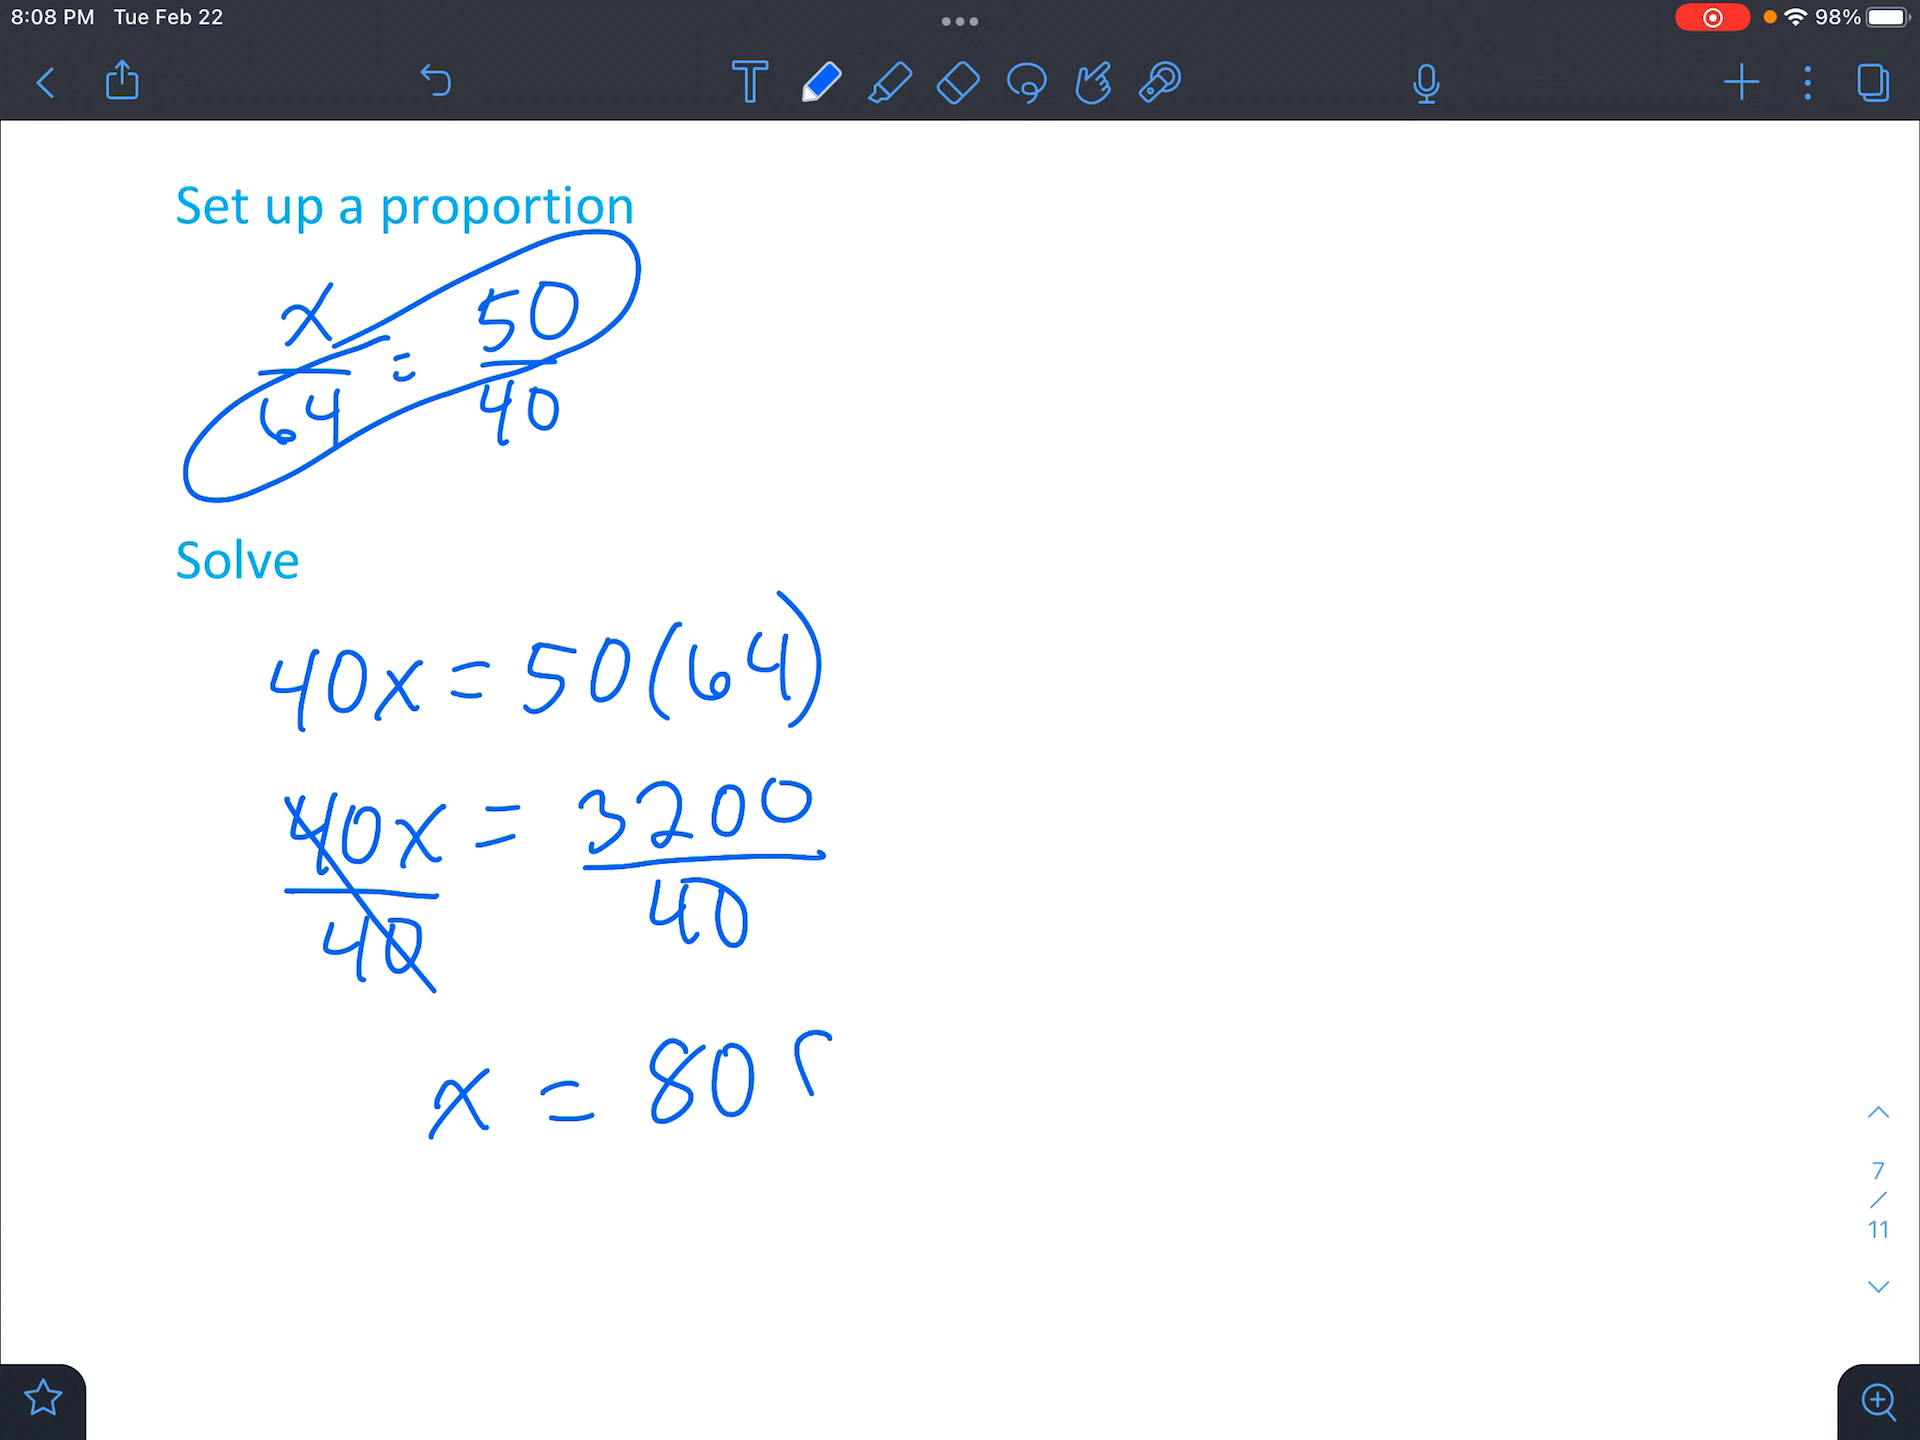 8:08 PM Tue Feb 22
98%
Set up a proportion
x/64 = 50/40
Solve
40x = 50(64)
40x/40 = 3200/40
x = 80
7
/
11